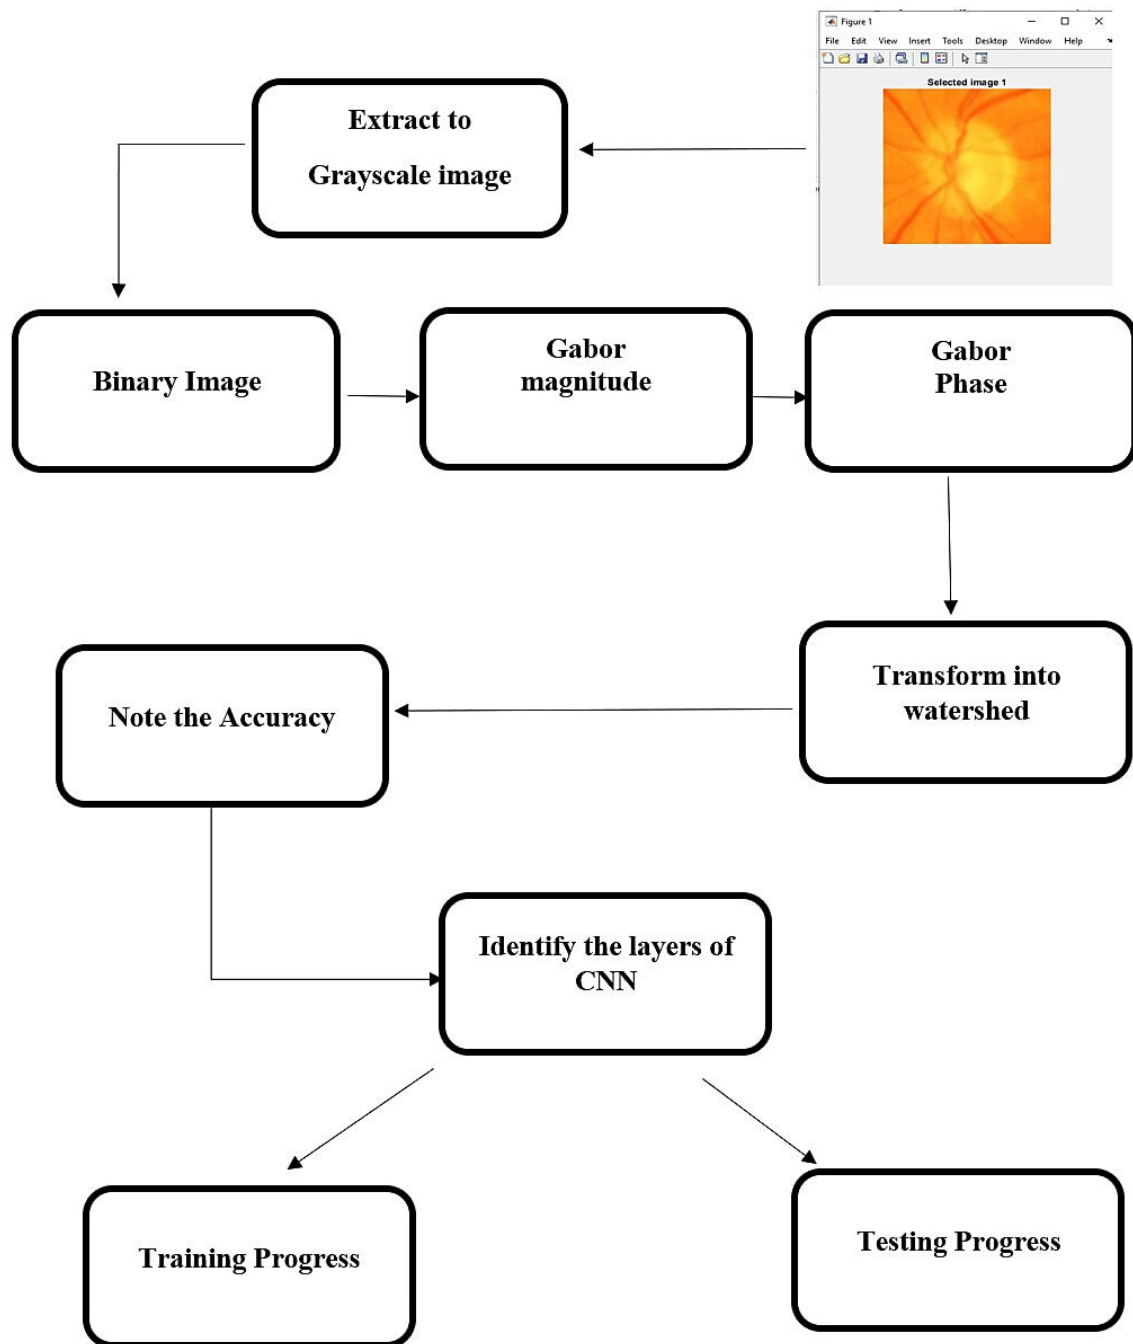 Figure 1
File Edit View Insert Tools Desktop Window Help
Selected image 1
Extract to
Grayscale image
Binary Image
Gabor
magnitude
Gabor
Phase
Transform into
watershed
Note the Accuracy
Identify the layers of
CNN
Training Progress
Testing Progress